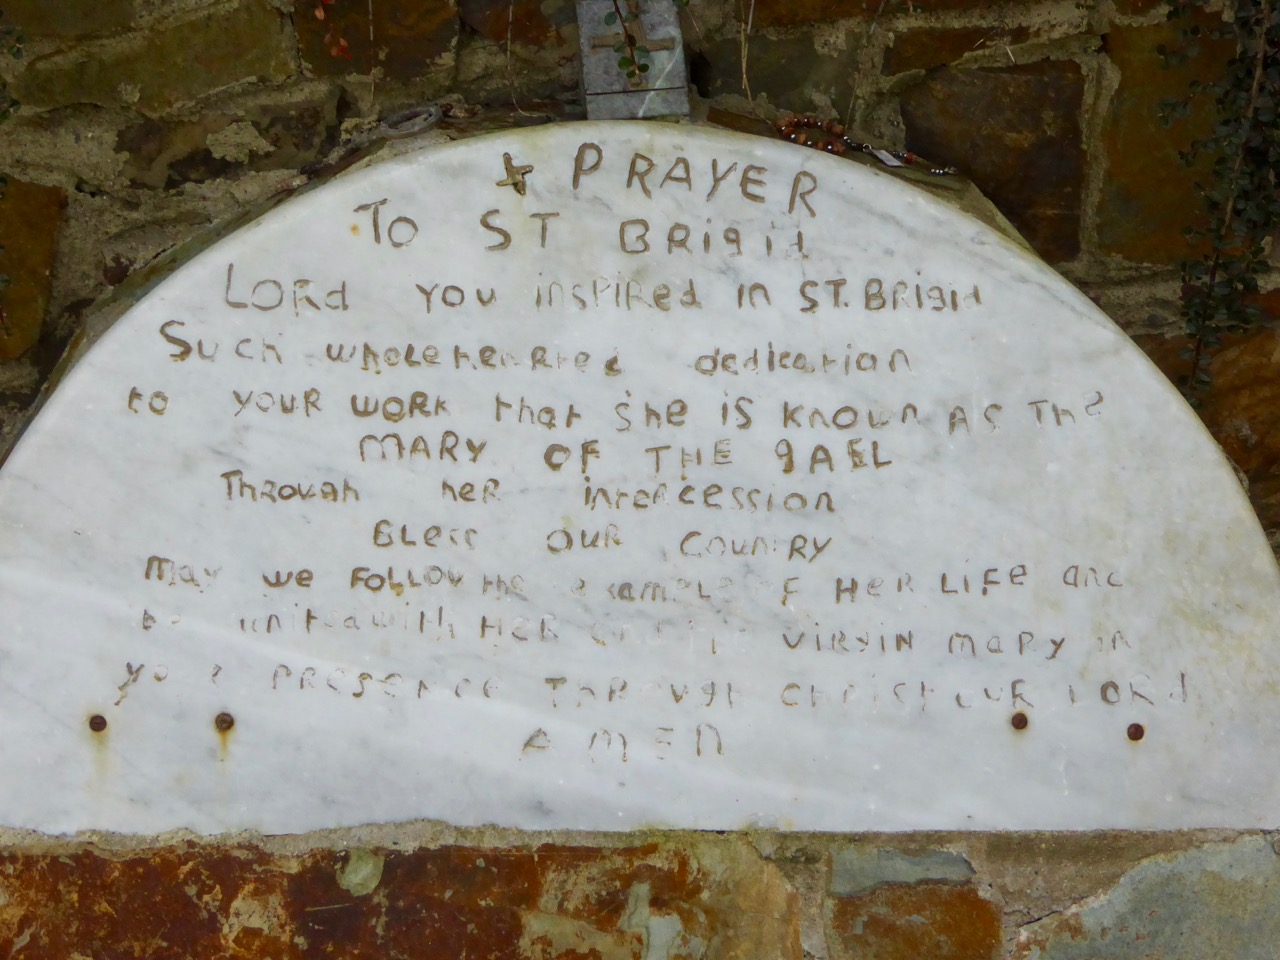 + PRAYER
To ST BRigid
LORd you inspiRed in ST. BRigid
Such wholeheaRted dedication
to youR woRk that she is known As The
MARY OF THE gAEL
Through heR inteRcession
BLess OUR CounTRY
May we FoLLow the example oF HeR LiFe and
be united with HeR and the viRgin maRy in
your pResence ThRough chRist ouR LORd
AMEN